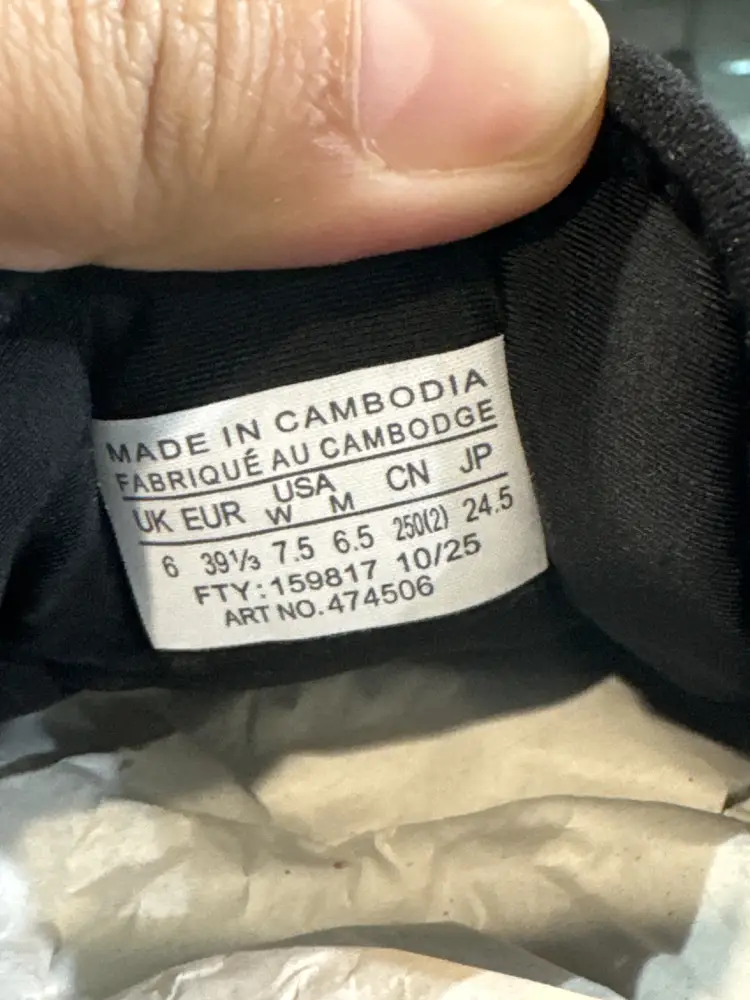 MADE IN CAMBODIA
FABRIQUÉ AU CAMBODGE
UK EUR USA W M CN JP
6 39⅓ 7.5 6.5 250(2) 24.5
FTY:159817 10/25
ART NO.474506